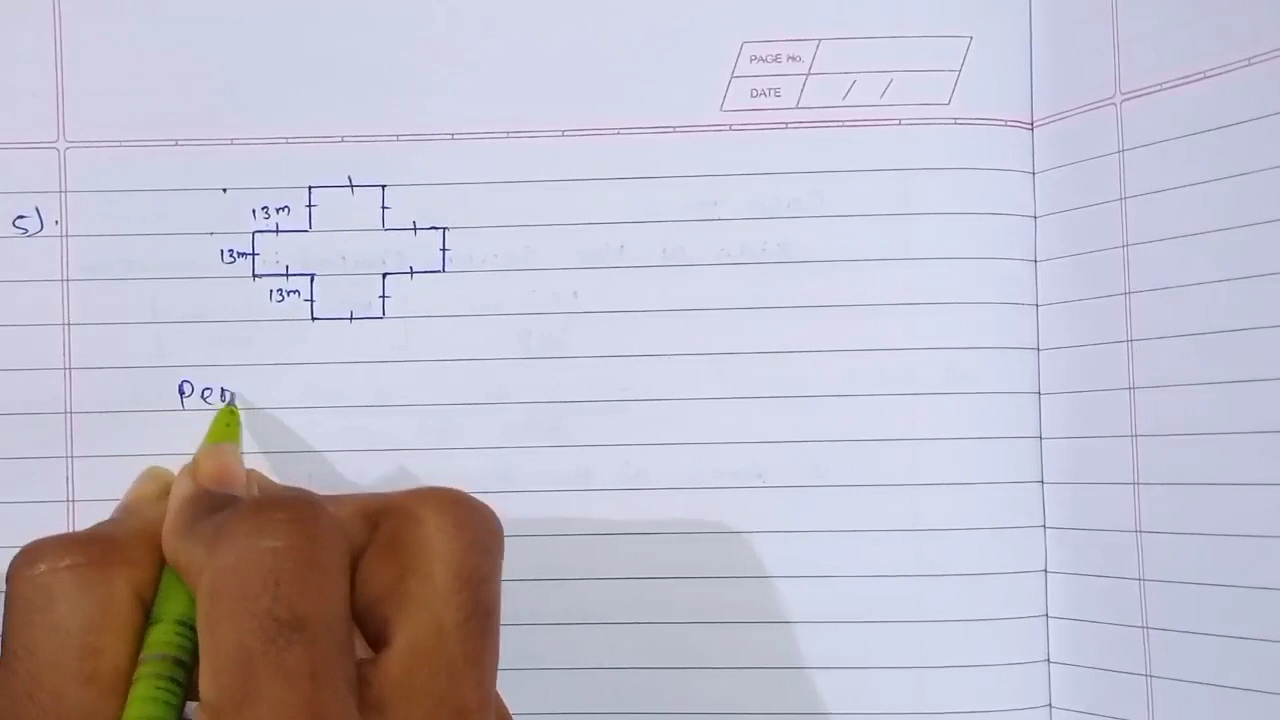 PAGE No.
DATE / /
5).
13m
13m
13m
Per